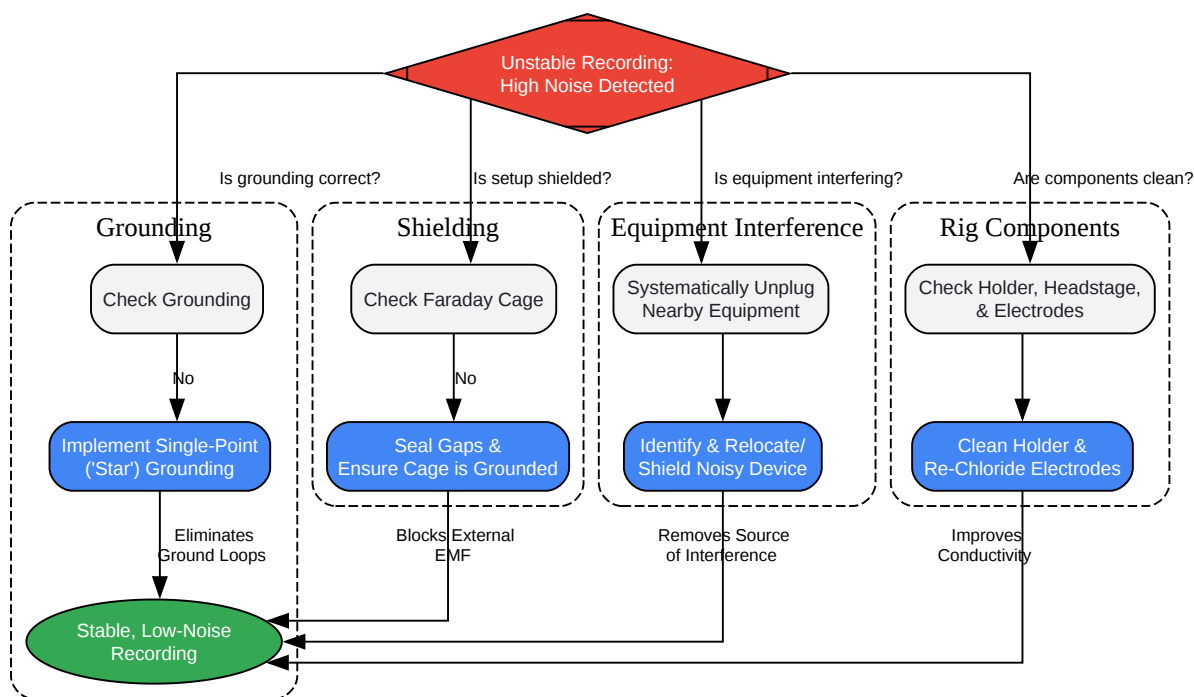 Unstable Recording:
High Noise Detected
Is grounding correct?
Is setup shielded?
Is equipment interfering?
Are components clean?
Grounding
Shielding
Equipment Interference
Rig Components
Check Grounding
Check Faraday Cage
Systematically Unplug
Nearby Equipment
Check Holder, Headstage,
& Electrodes
No
No
Implement Single-Point
('Star') Grounding
Seal Gaps &
Ensure Cage is Grounded
Identify & Relocate/
Shield Noisy Device
Clean Holder &
Re-Chloride Electrodes
Eliminates
Ground Loops
Blocks External
EMF
Removes Source
of Interference
Improves
Conductivity
Stable, Low-Noise
Recording